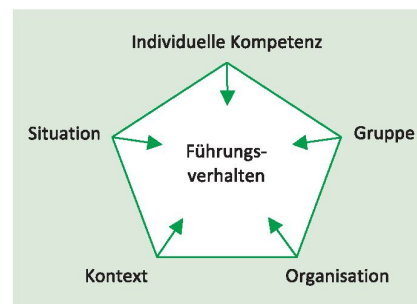 Individuelle Kompetenz
Situation
Gruppe
Führungs-
verhalten
Kontext
Organisation